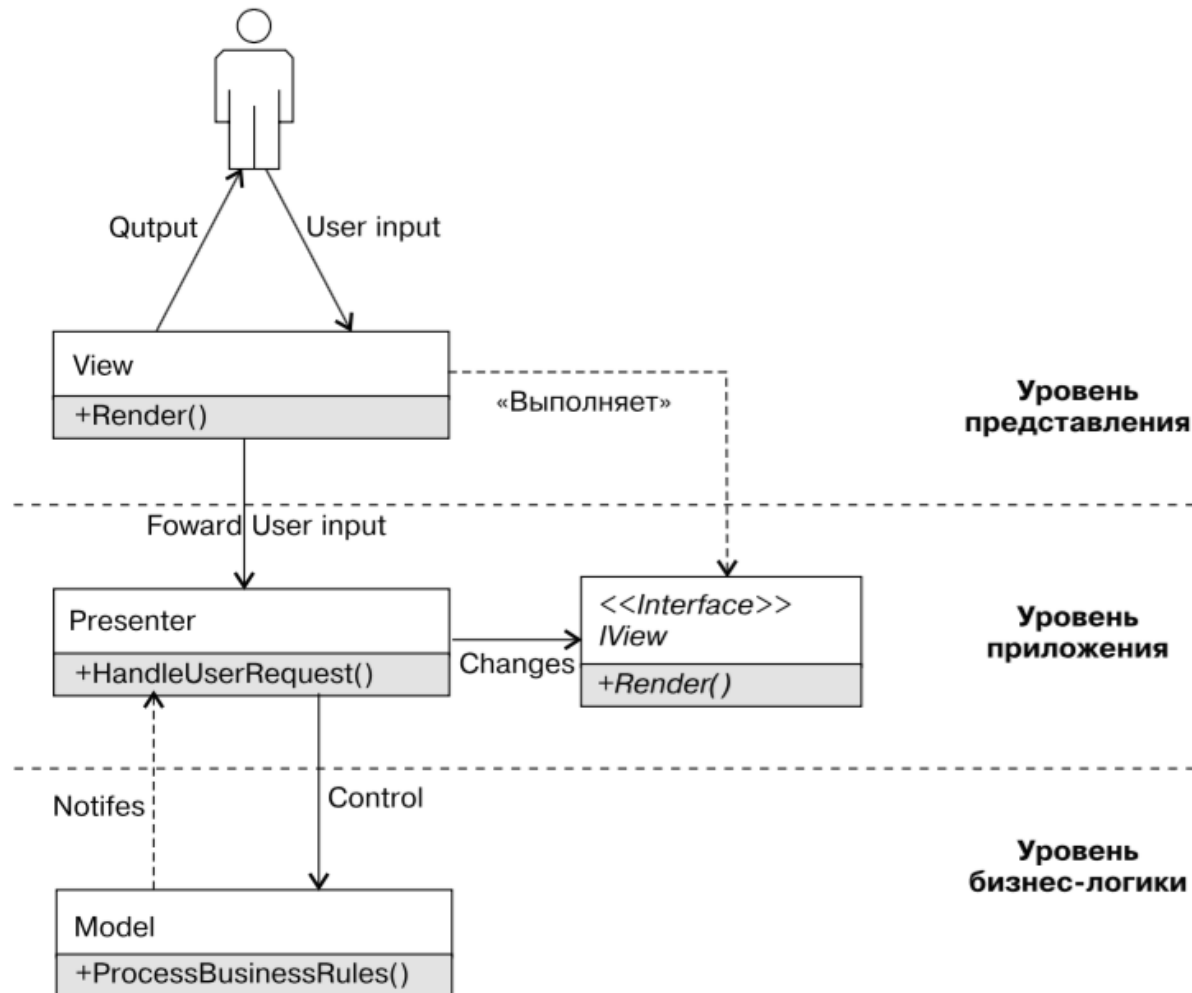 Qutput
User input
View
+Render()
«Выполняет»
Уровень
представления
Foward User input
Presenter
+HandleUserRequest()
Changes
<<Interface>>
IView
+Render()
Уровень
приложения
Notifes
Control
Model
+ProcessBusinessRules()
Уровень
бизнес-логики